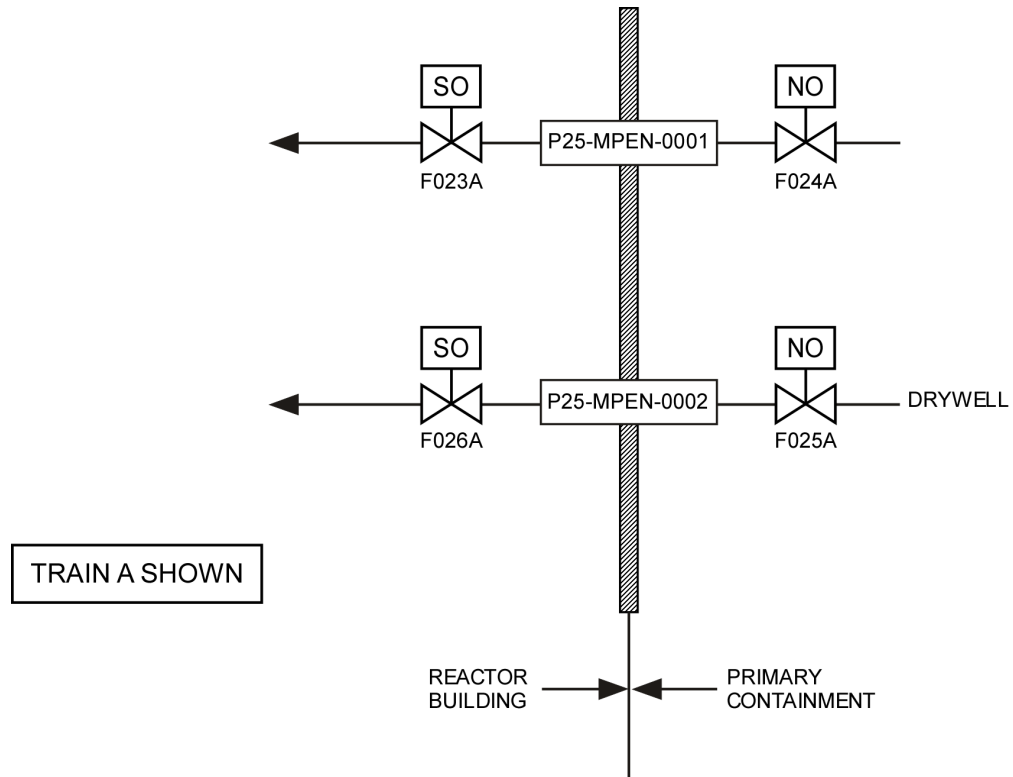 SO
NO
P25-MPEN-0001
F023A
F024A
SO
NO
P25-MPEN-0002
DRYWELL
F026A
F025A
TRAIN A SHOWN
REACTOR
BUILDING
PRIMARY
CONTAINMENT